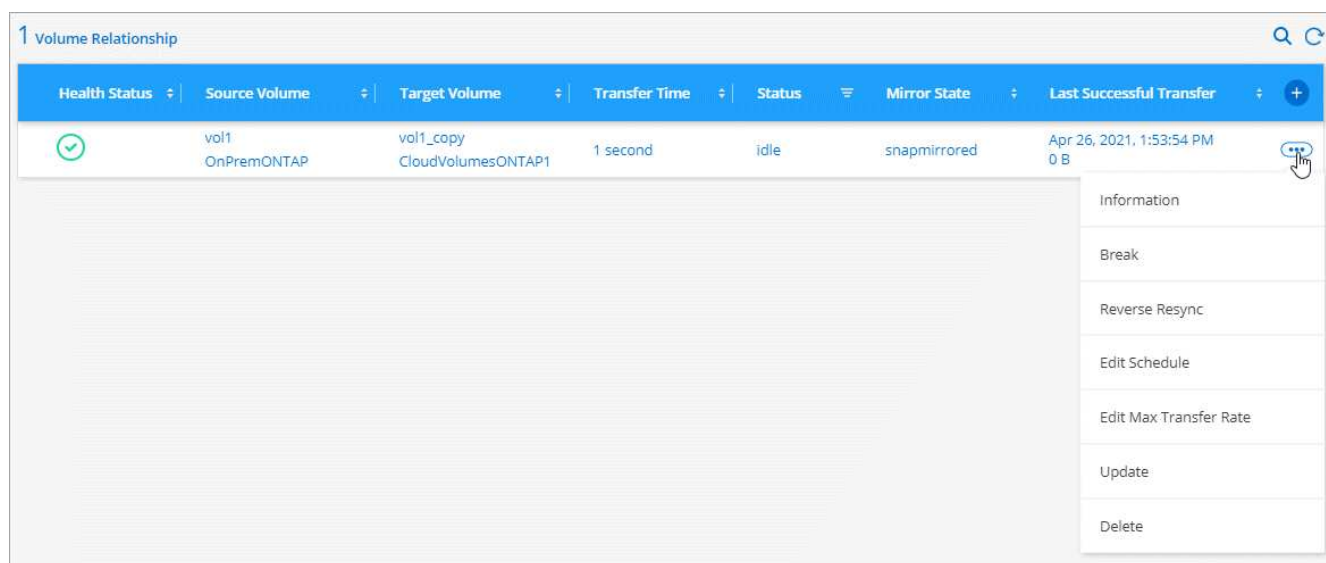 1 Volume Relationship
Health Status Source Volume Target Volume Transfer Time Status Mirror State Last Successful Transfer
vol1 vol1_copy 1 second idle snapmirrored Apr 26, 2021, 1:53:54 PM
OnPremONTAP CloudVolumesONTAP1 0 B
Information
Break
Reverse Resync
Edit Schedule
Edit Max Transfer Rate
Update
Delete